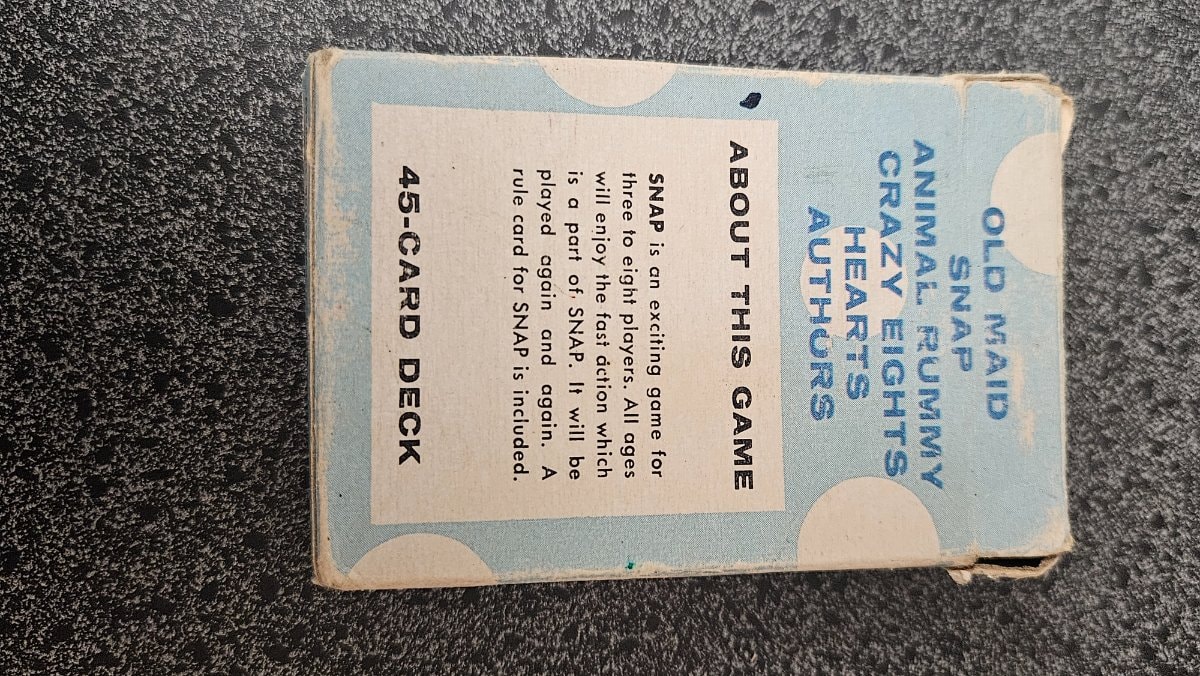 OLD MAID
SNAP
ANIMAL RUMMY
CRAZY EIGHTS
HEARTS
AUTHORS
ABOUT THIS GAME
SNAP is an exciting game for
three to eight players. All ages
will enjoy the fast action which
is a part of SNAP. It will be
played again and again. A
rule card for SNAP is included.
45-CARD DECK